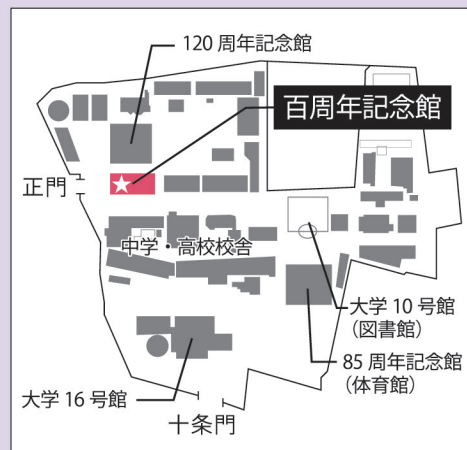 120 周年記念館
百周年記念館
正門
中学・高校校舎
大学 10 号館
（図書館）
85 周年記念館
（体育館）
大学 16 号館
十条門